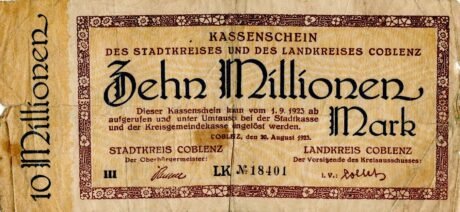 10 Millionen
KASSENSCHEIN
DES STADTKREISES UND DES LANDKREISES COBLENZ
Zehn Millionen
Mark
Dieser Kassenschein kann vom 1.9.1923 ab
aufgerufen und unter Umtausch bei der Stadtkasse
und der Kreisgemeindekasse eingelöst werden.
COBLENZ, den 20. August 1923.
STADTKREIS COBLENZ LANDKREIS COBLENZ
Der Oberbürgermeister: Der Vorsitzende des Kreisausschusses:
i. V.:
III LK № 18401